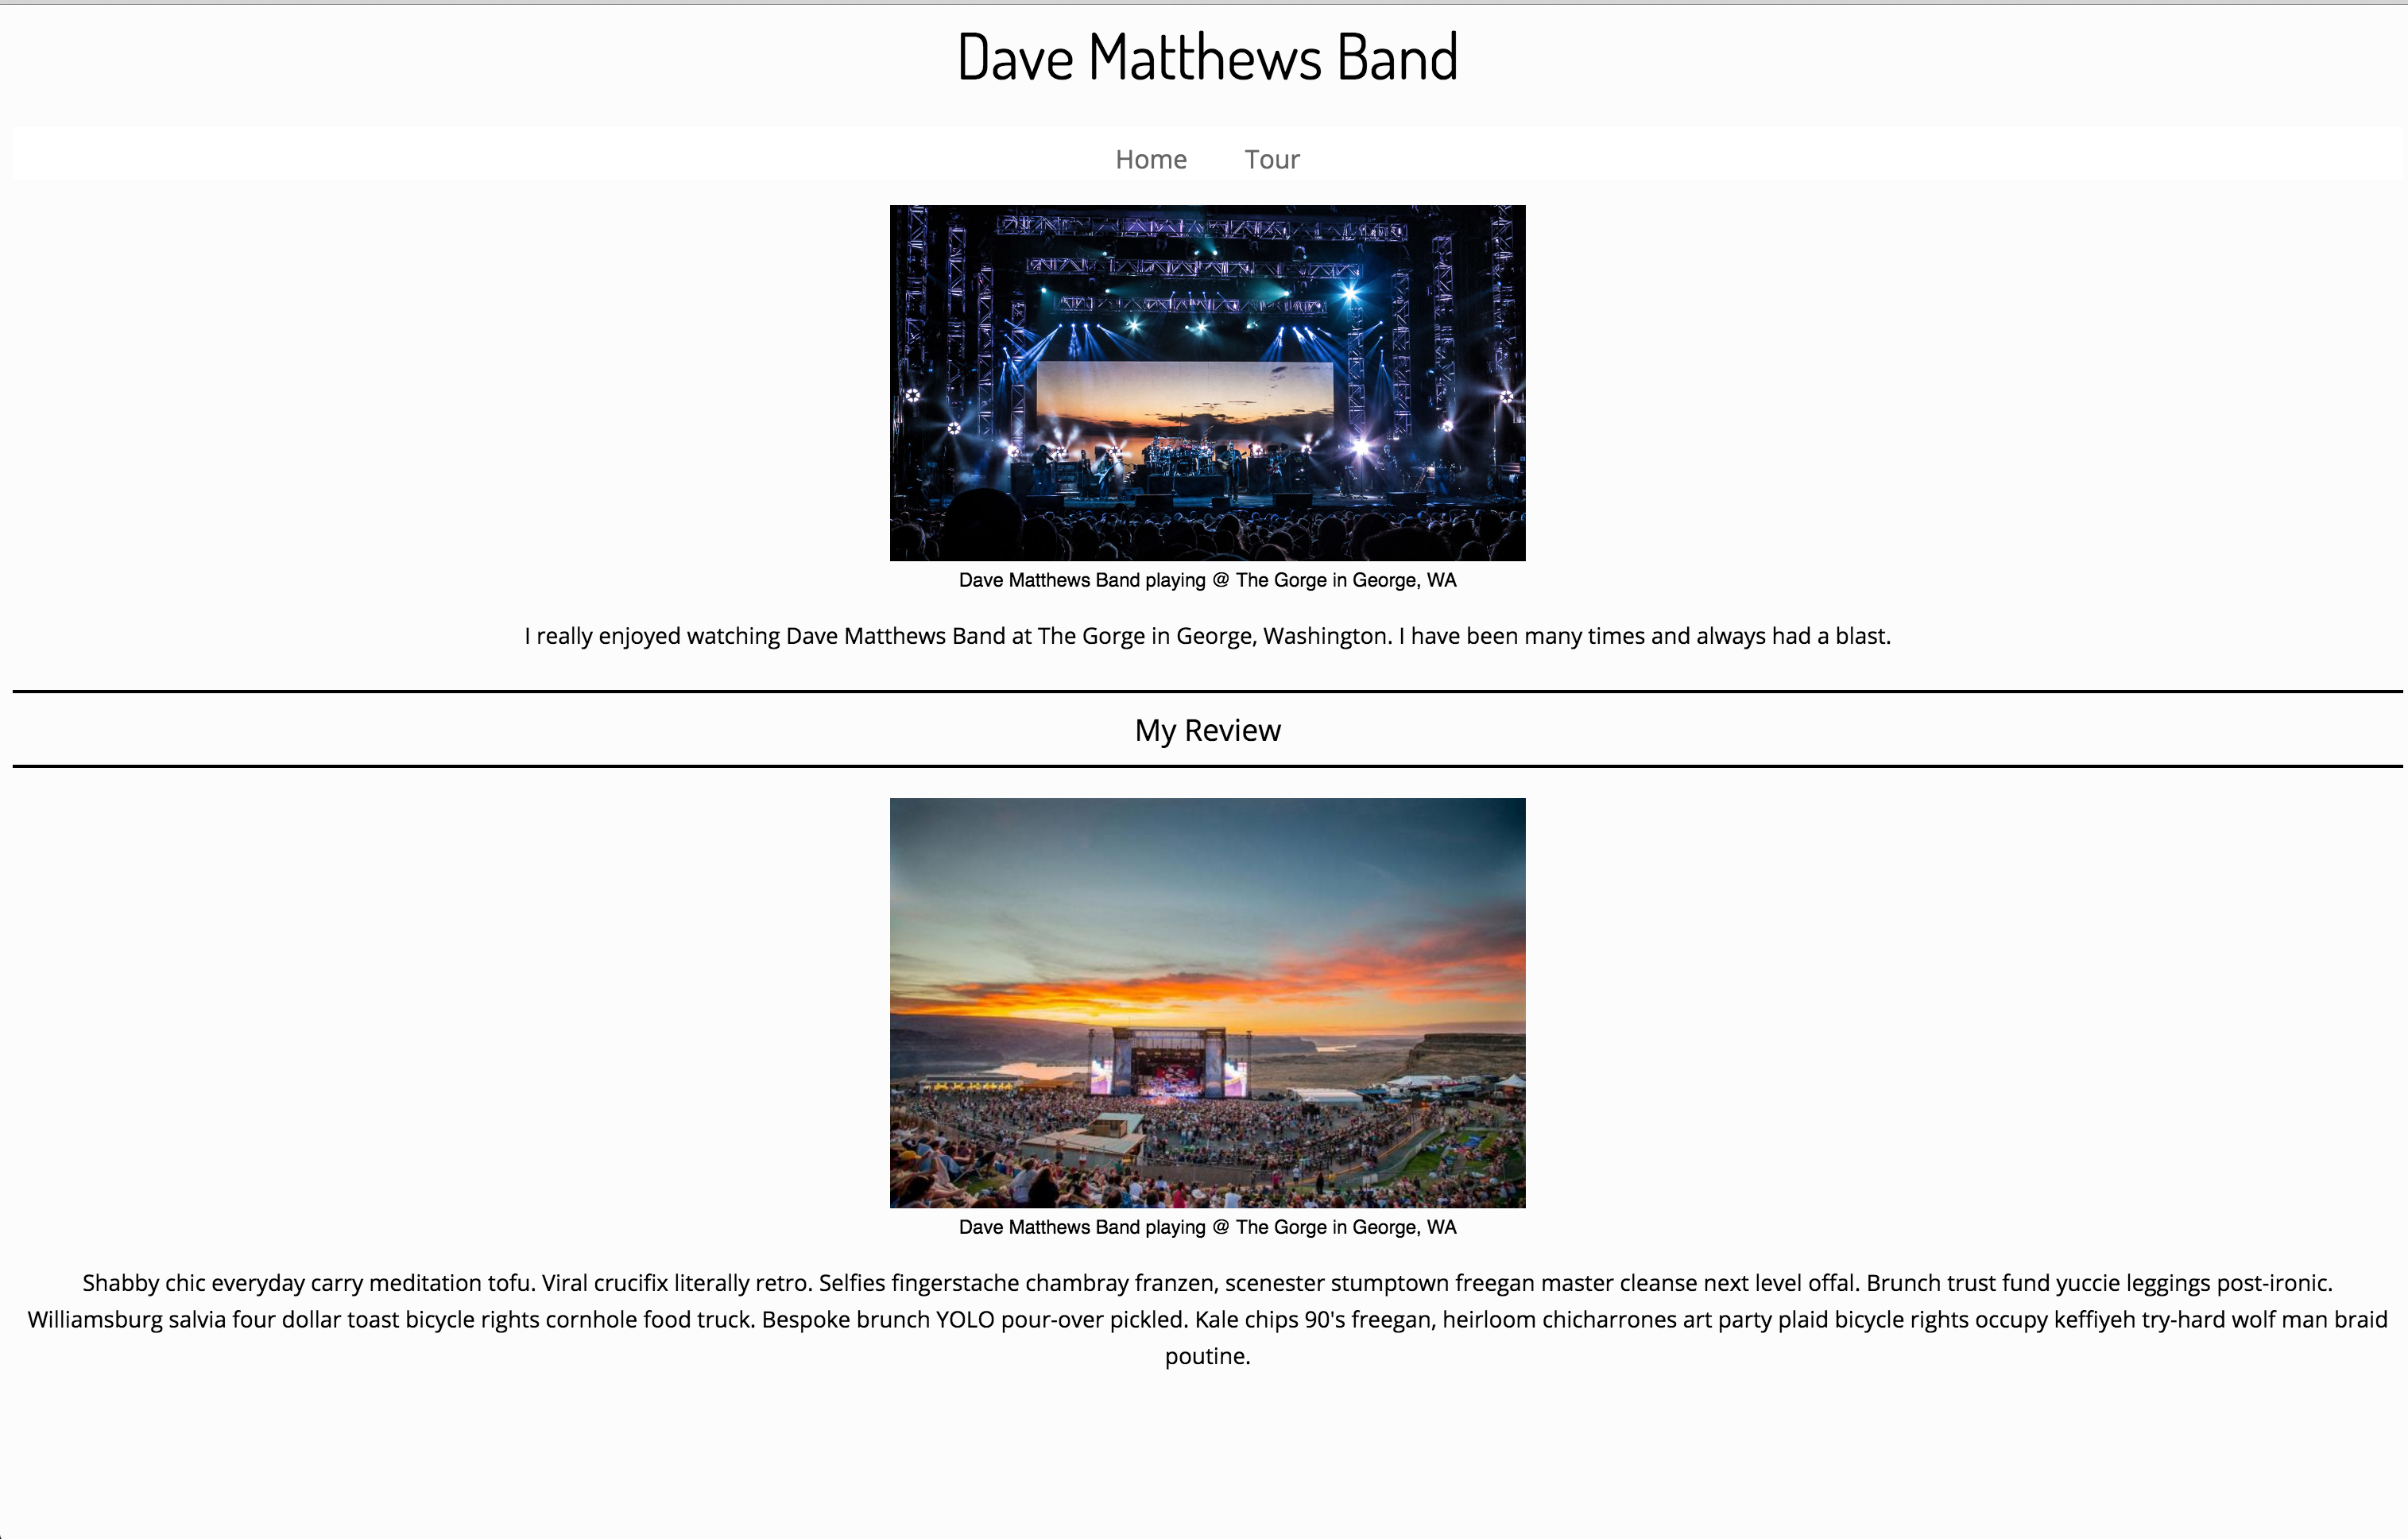 Dave Matthews Band
Home Tour
Dave Matthews Band playing @ The Gorge in George, WA
I really enjoyed watching Dave Matthews Band at The Gorge in George, Washington. I have been many times and always had a blast.
My Review
Dave Matthews Band playing @ The Gorge in George, WA
Shabby chic everyday carry meditation tofu. Viral crucifix literally retro. Selfies fingerstache chambray franzen, scenester stumptown freegan master cleanse next level offal. Brunch trust fund yuccie leggings post-ironic.
Williamsburg salvia four dollar toast bicycle rights cornhole food truck. Bespoke brunch YOLO pour-over pickled. Kale chips 90's freegan, heirloom chicharrones art party plaid bicycle rights occupy keffiyeh try-hard wolf man braid
poutine.